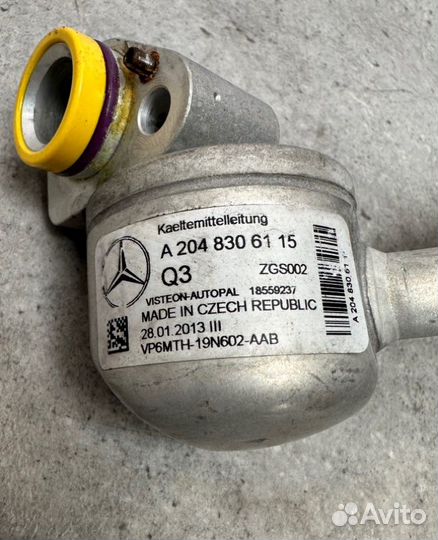 Kaeltemittelleitung
A 204 830 61 15
Q3 ZGS002
VISTEON-AUTOPAL 18559237
MADE IN CZECH REPUBLIC
28.01.2013 III
VP6MTH-19N602-AAB
A 204 830 61 1
Avito